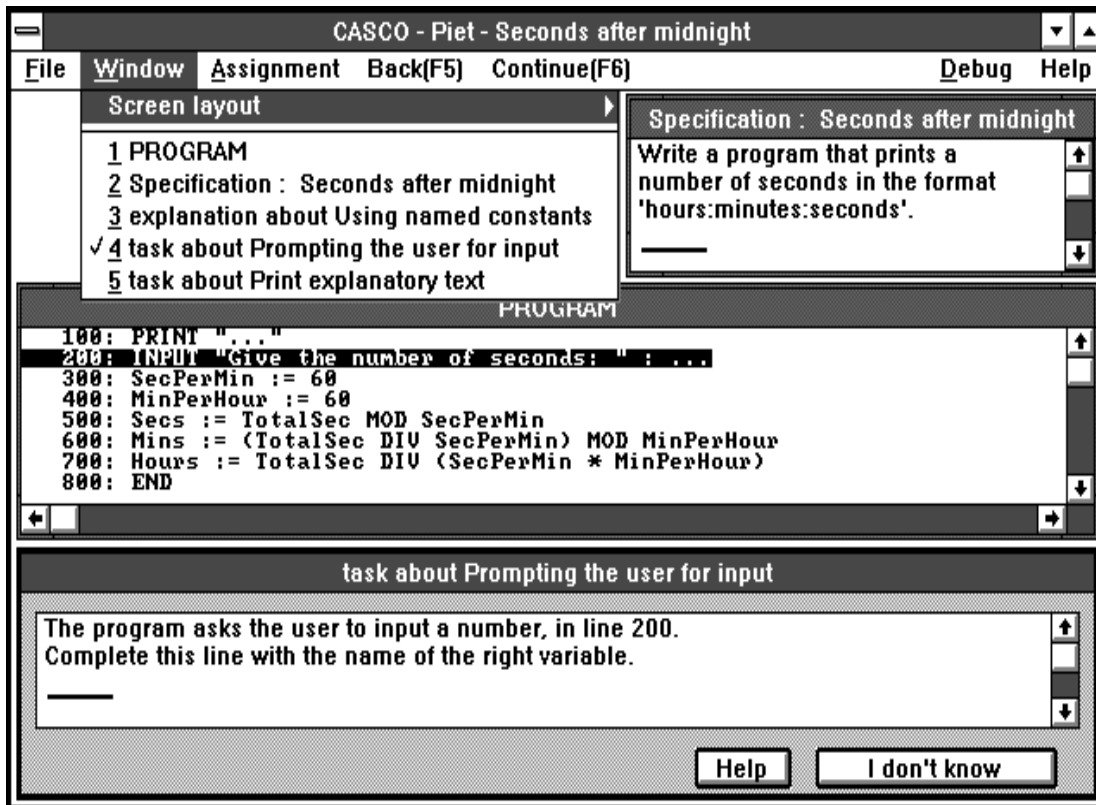 CASCO - Piet - Seconds after midnight
File Window Assignment Back(F5) Continue(F6) Debug Help
Screen layout
1 PROGRAM
2 Specification : Seconds after midnight
3 explanation about Using named constants
√ 4 task about Prompting the user for input
5 task about Print explanatory text
Specification : Seconds after midnight
Write a program that prints a
number of seconds in the format
'hours:minutes:seconds'.
PROGRAM
100: PRINT "..."
200: INPUT "Give the number of seconds: " : ...
300: SecPerMin := 60
400: MinPerHour := 60
500: Secs := TotalSec MOD SecPerMin
600: Mins := (TotalSec DIV SecPerMin) MOD MinPerHour
700: Hours := TotalSec DIV (SecPerMin * MinPerHour)
800: END
task about Prompting the user for input
The program asks the user to input a number, in line 200.
Complete this line with the name of the right variable.
Help I don't know